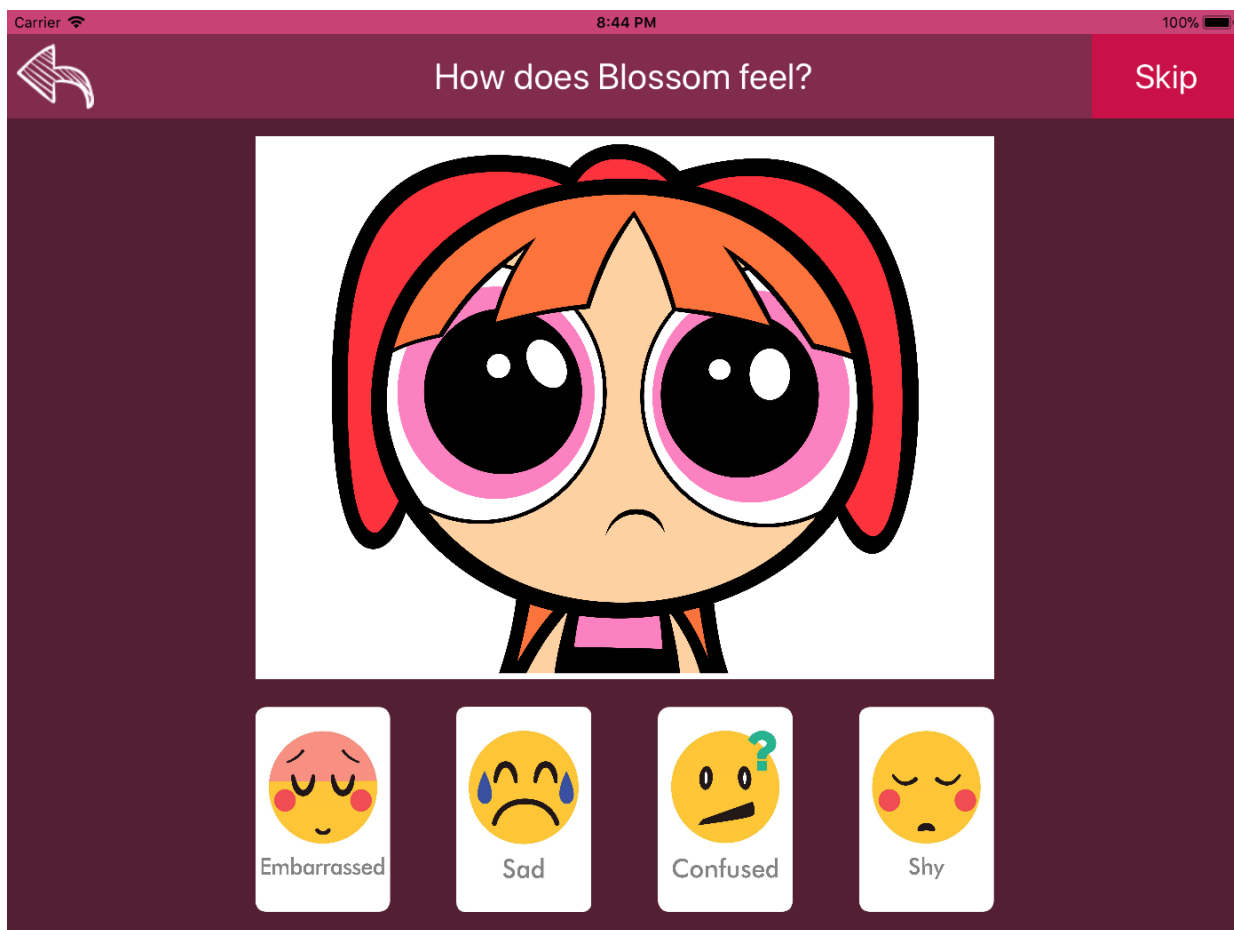 Carrier 8:44 PM 100%
How does Blossom feel? Skip
?
Embarrassed Sad Confused Shy